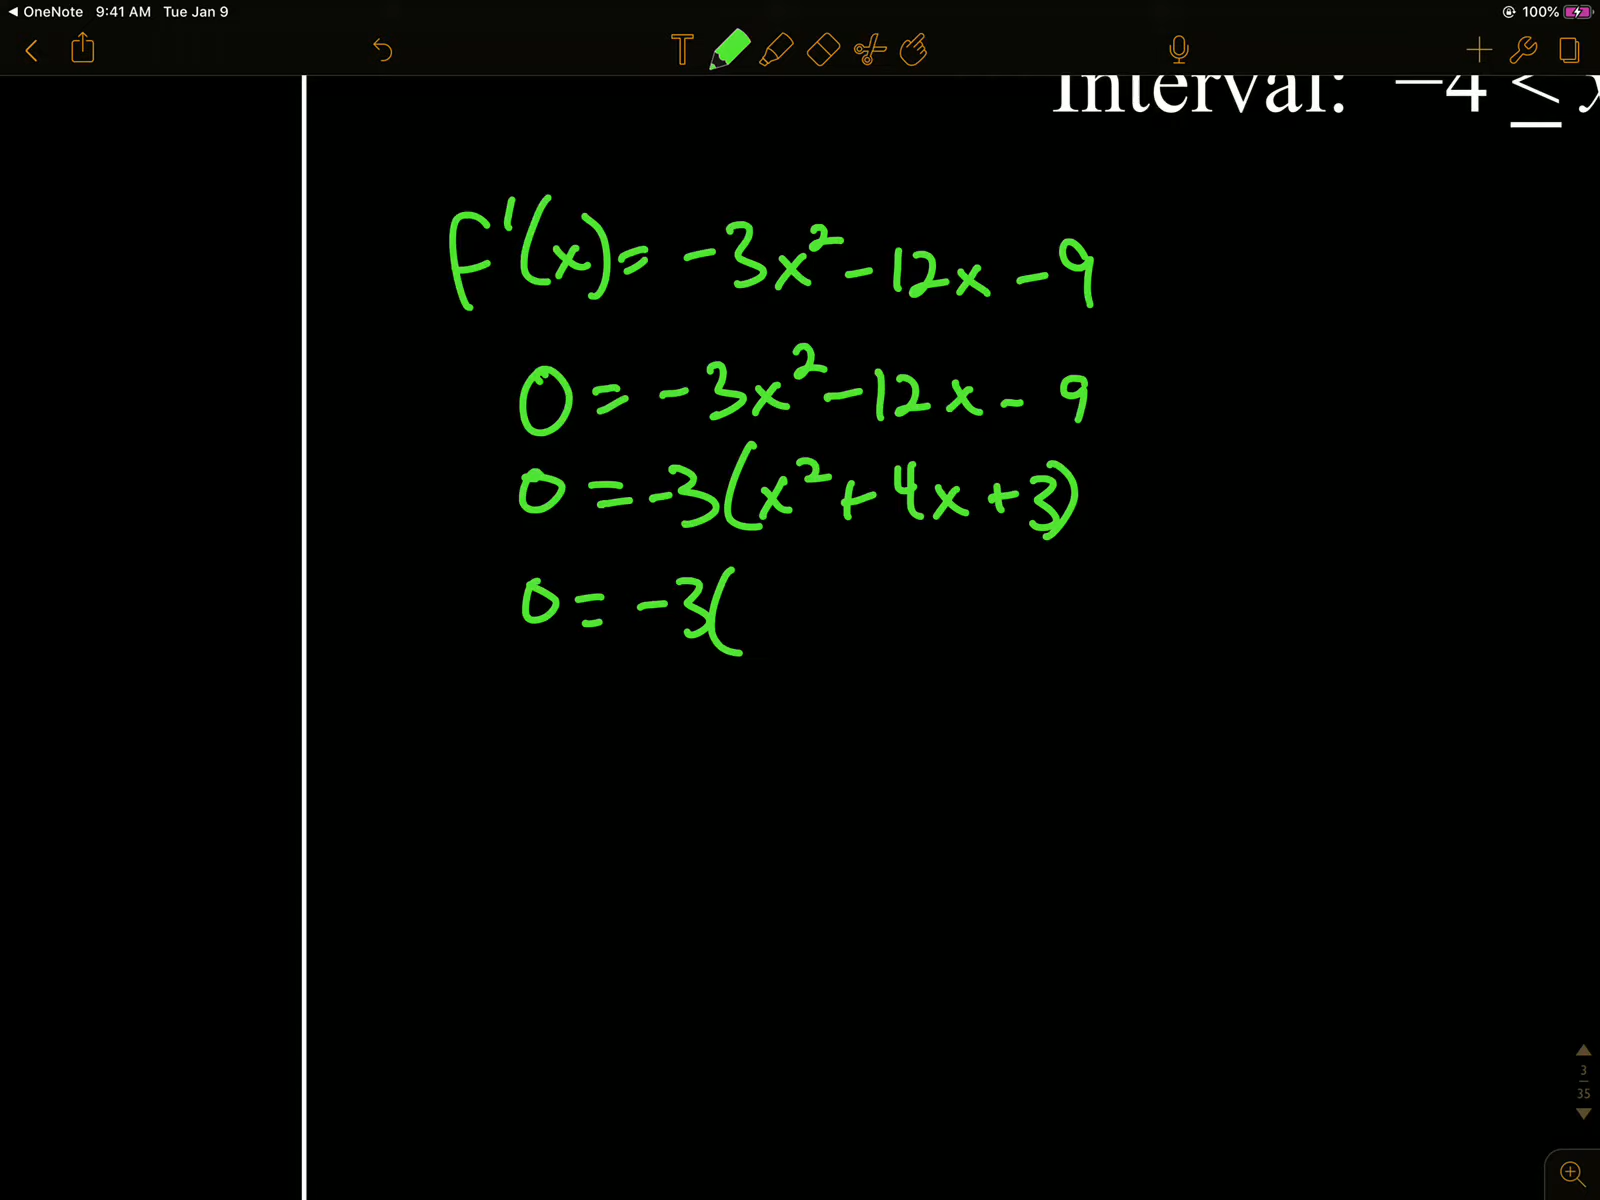 ◀ OneNote 9:41 AM Tue Jan 9 100%
T
Interval: −4 ≤ x
F'(x) = -3x² - 12x - 9
0 = -3x² - 12x - 9
0 = -3(x² + 4x + 3)
0 = -3(
3
35